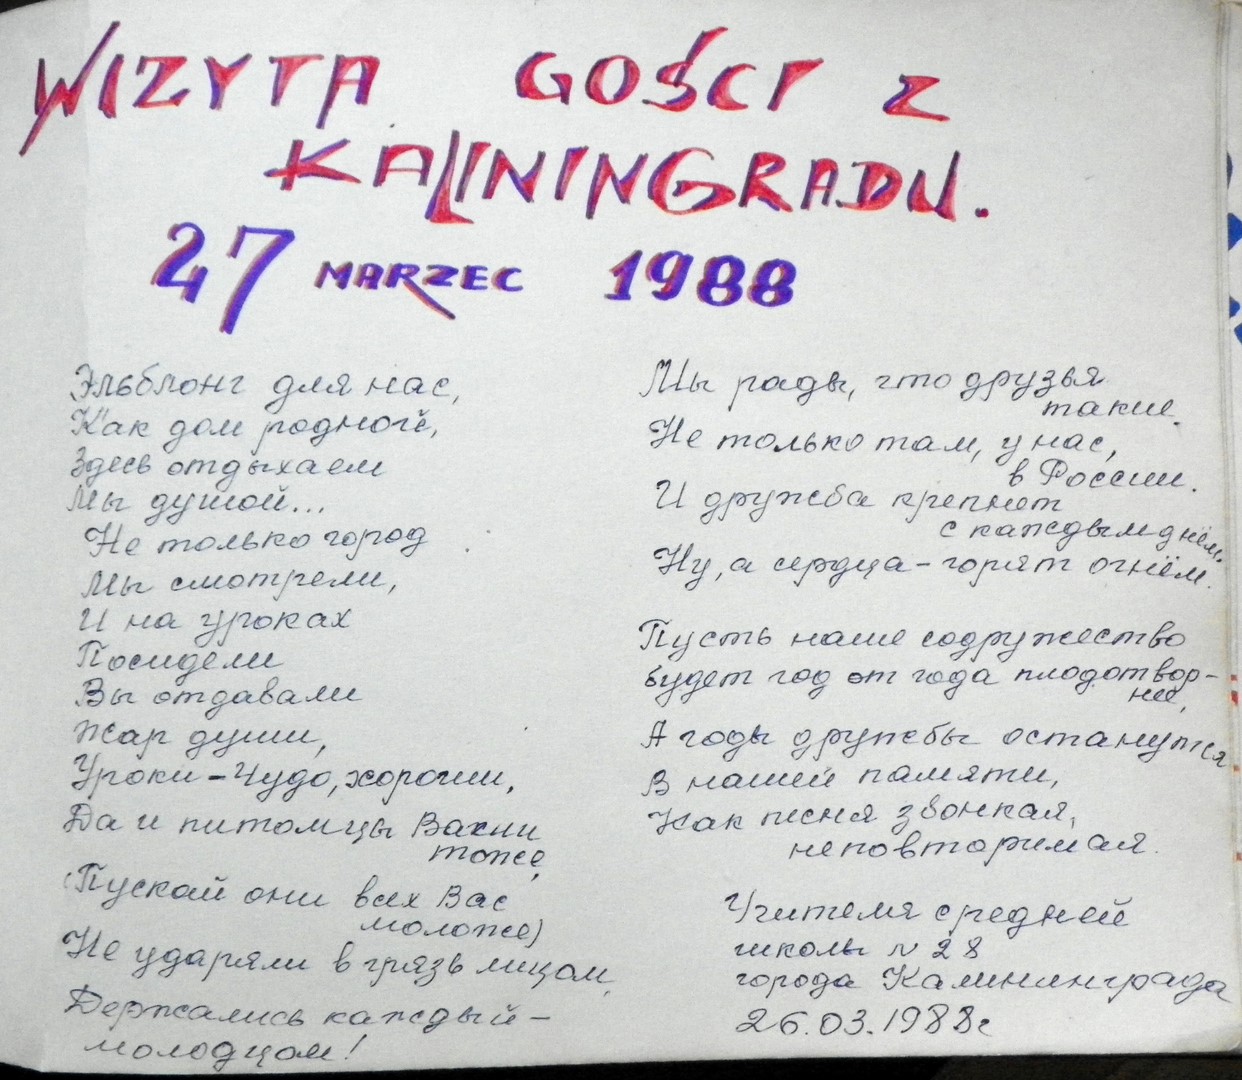 WIZYTA GOŚCI Z
KALININGRADU.
27 MARZEC 1988
Эльблонг для нас,
Как дом родной,
Здесь отдыхаем
Мы душой...
Не только город
Мы смотрели,
И на уроках
Посидели
Вы отдавали
Жар души,
Уроки - Чудо, хороши,
Да и питомцы Ваши
тоже,
(Пускай они всех Вас
моложе)
Не ударяли в грязь лицом,
Держались каждый -
молодцом!
Мы рады, что друзья
такие.
Не только там, у нас,
в России.
И дружба крепнет
с каждым днём.
Ну, а сердца - горят огнём.
Пусть наше содружество
будет год от года плодотвор-
нее,
А годы дружбы останутся
В нашей памяти,
Как песня звонкая,
неповторимая.
Учителя средней
школы N 28
города Калининграда
26.03.1988г